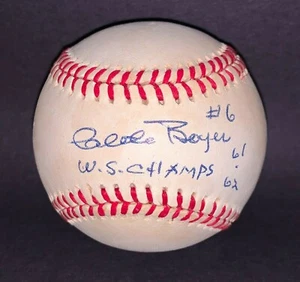 #6
Clete Boyer
W.S. CHAMPS 61 . 62